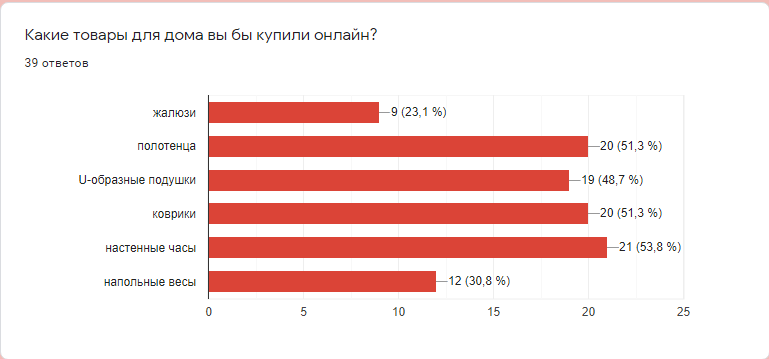 Какие товары для дома вы бы купили онлайн?
39 ответов
жалюзи 9 (23,1 %)
полотенца 20 (51,3 %)
U-образные подушки 19 (48,7 %)
коврики 20 (51,3 %)
настенные часы 21 (53,8 %)
напольные весы 12 (30,8 %)
0 5 10 15 20 25